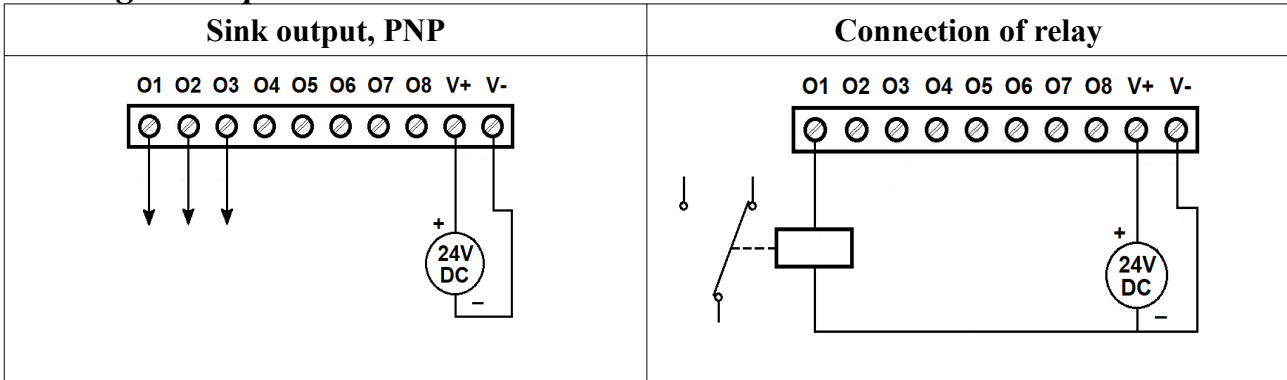 Sink output, PNP
Connection of relay
O1 O2 O3 O4 O5 O6 O7 O8 V+ V-
+
24V
DC
–
O1 O2 O3 O4 O5 O6 O7 O8 V+ V-
+
24V
DC
–